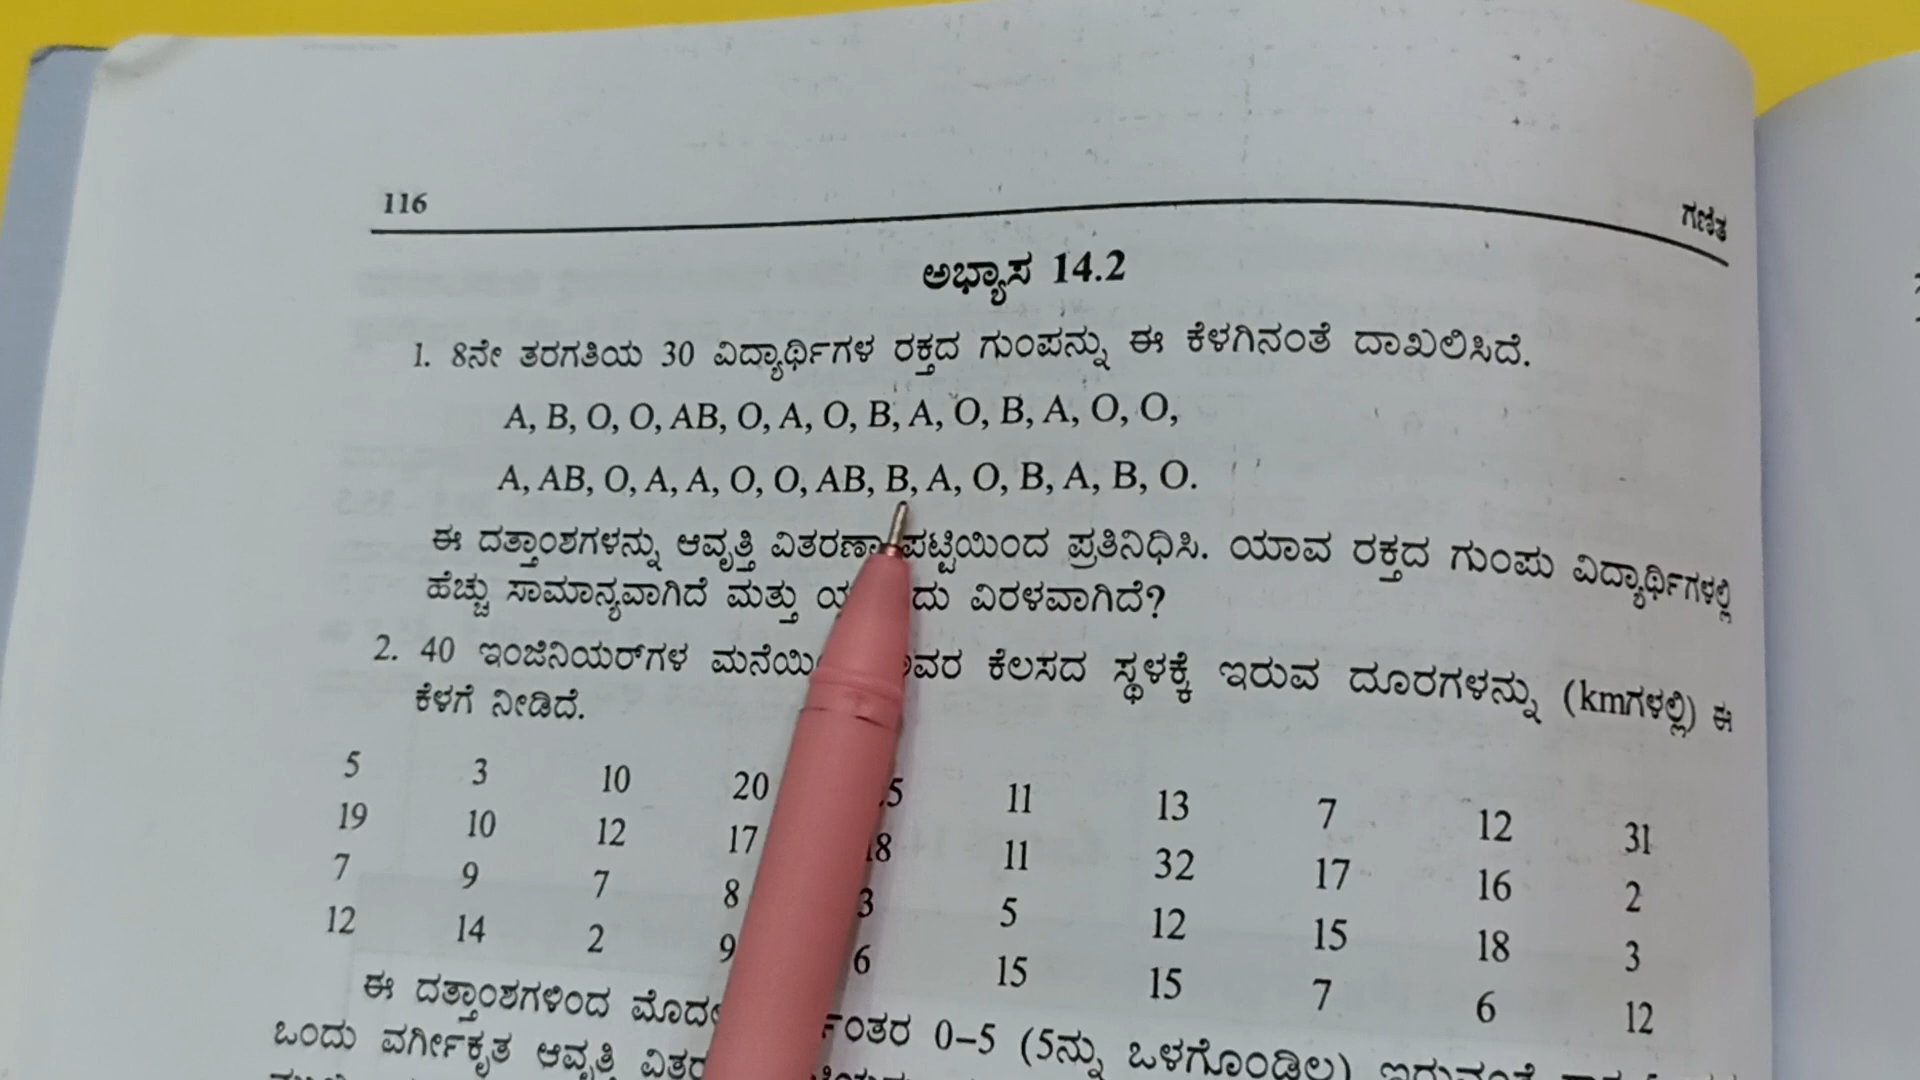 116
ಗಣಿತ
ಅಭ್ಯಾಸ 14.2
1. 8ನೇ ತರಗತಿಯ 30 ವಿದ್ಯಾರ್ಥಿಗಳ ರಕ್ತದ ಗುಂಪನ್ನು ಈ ಕೆಳಗಿನಂತೆ ದಾಖಲಿಸಿದೆ.
A, B, O, O, AB, O, A, O, B, A, O, B, A, O, O,
A, AB, O, A, A, O, O, AB, B, A, O, B, A, B, O.
ಈ ದತ್ತಾಂಶಗಳನ್ನು ಆವೃತ್ತಿ ವಿತರಣಾ ಪಟ್ಟಿಯಿಂದ ಪ್ರತಿನಿಧಿಸಿ. ಯಾವ ರಕ್ತದ ಗುಂಪು ವಿದ್ಯಾರ್ಥಿಗಳಲ್ಲಿ
ಹೆಚ್ಚು ಸಾಮಾನ್ಯವಾಗಿದೆ ಮತ್ತು ವಿರಳವಾಗಿದೆ?
2. 40 ಇಂಜಿನಿಯರ್‌ಗಳ ಕೆಲಸದ ಸ್ಥಳಕ್ಕೆ ಇರುವ ದೂರಗಳನ್ನು (kmಗಳಲ್ಲಿ) ಈ
ಕೆಳಗೆ ನೀಡಿದೆ.
5 3 10 20 11 13 7 12 31
19 10 12 17 18 11 32 17 16 2
7 9 7 8 3 5 12 15 18 3
12 14 2 9 6 15 15 7 6 12
ಈ ದತ್ತಾಂಶಗಳಿಂದ 0–5 (5ನ್ನು ಒಳಗೊಂಡಿಲ್ಲ)
ಒಂದು ವರ್ಗೀಕೃತ ಆವೃತ್ತಿ